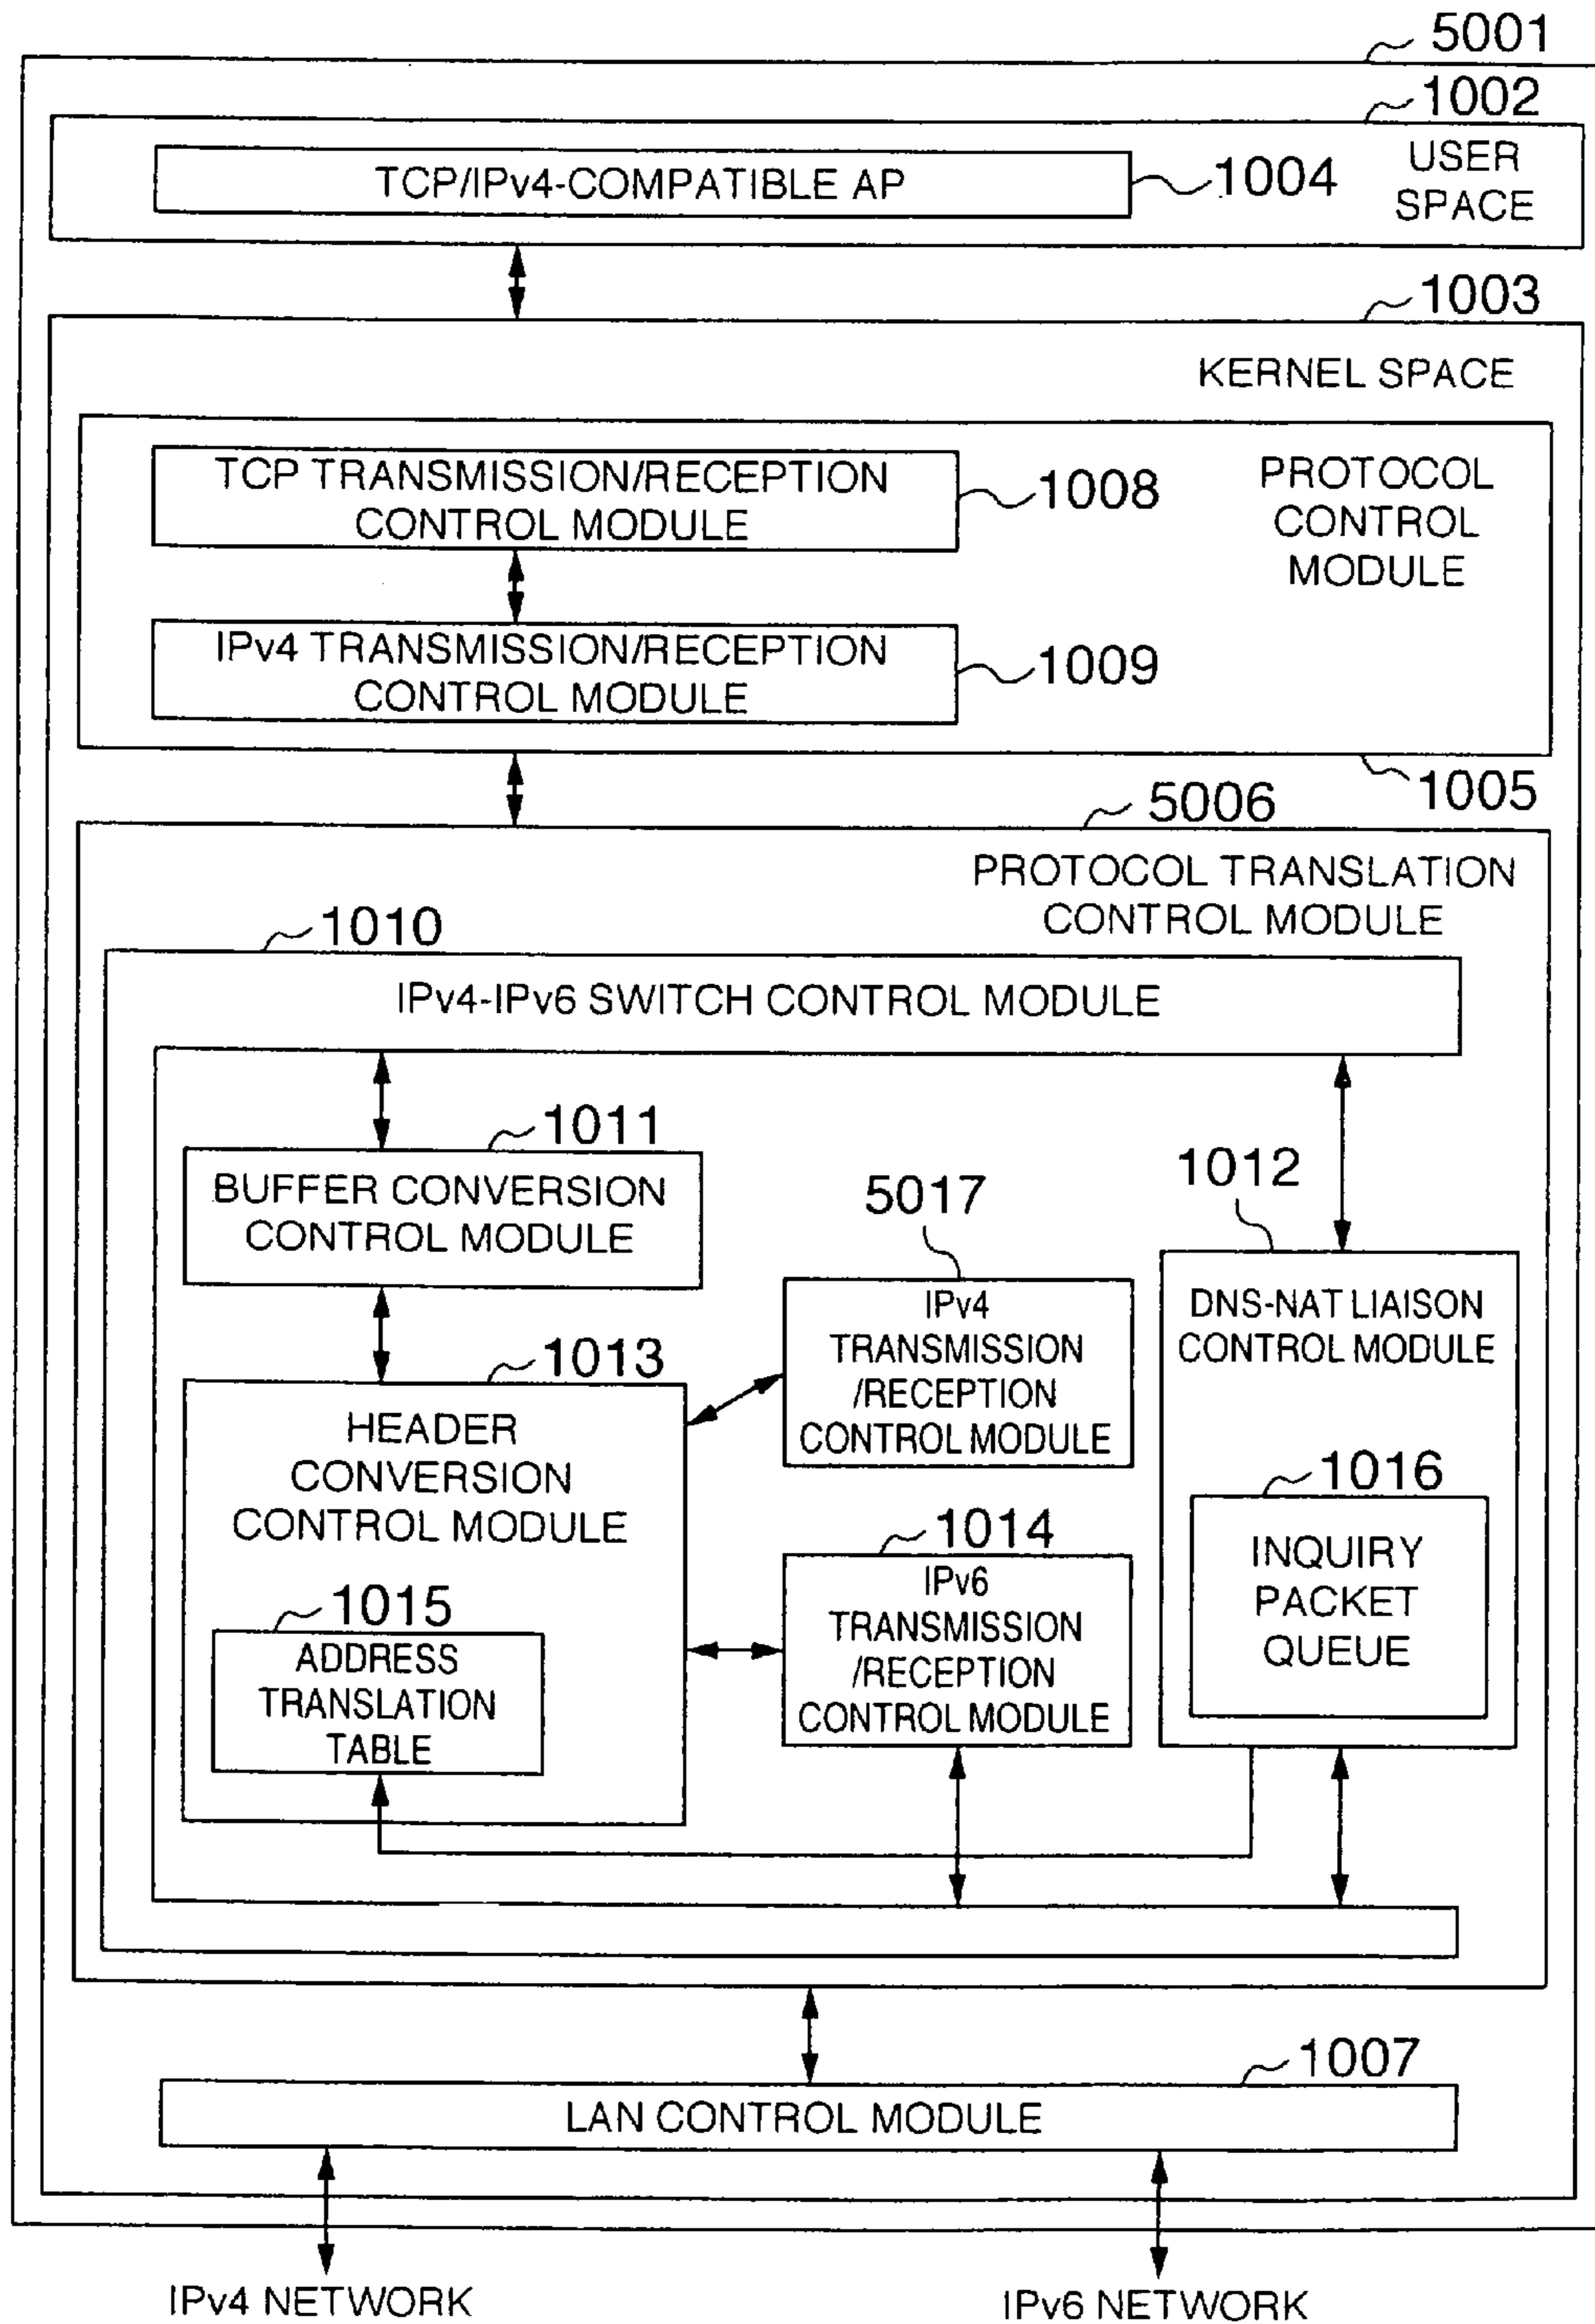 5001
1002
TCP/IPv4-COMPATIBLE AP
1004
USER
SPACE
1003
KERNEL SPACE
TCP TRANSMISSION/RECEPTION
CONTROL MODULE
1008
PROTOCOL
CONTROL
MODULE
IPv4 TRANSMISSION/RECEPTION
CONTROL MODULE
1009
1005
5006
PROTOCOL TRANSLATION
CONTROL MODULE
1010
IPv4-IPv6 SWITCH CONTROL MODULE
1011
BUFFER CONVERSION
CONTROL MODULE
5017
IPv4
TRANSMISSION
/RECEPTION
CONTROL MODULE
1012
DNS-NAT LIAISON
CONTROL MODULE
1013
HEADER
CONVERSION
CONTROL MODULE
1014
IPv6
TRANSMISSION
/RECEPTION
CONTROL MODULE
1016
INQUIRY
PACKET
QUEUE
1015
ADDRESS
TRANSLATION
TABLE
1007
LAN CONTROL MODULE
IPv4 NETWORK
IPv6 NETWORK